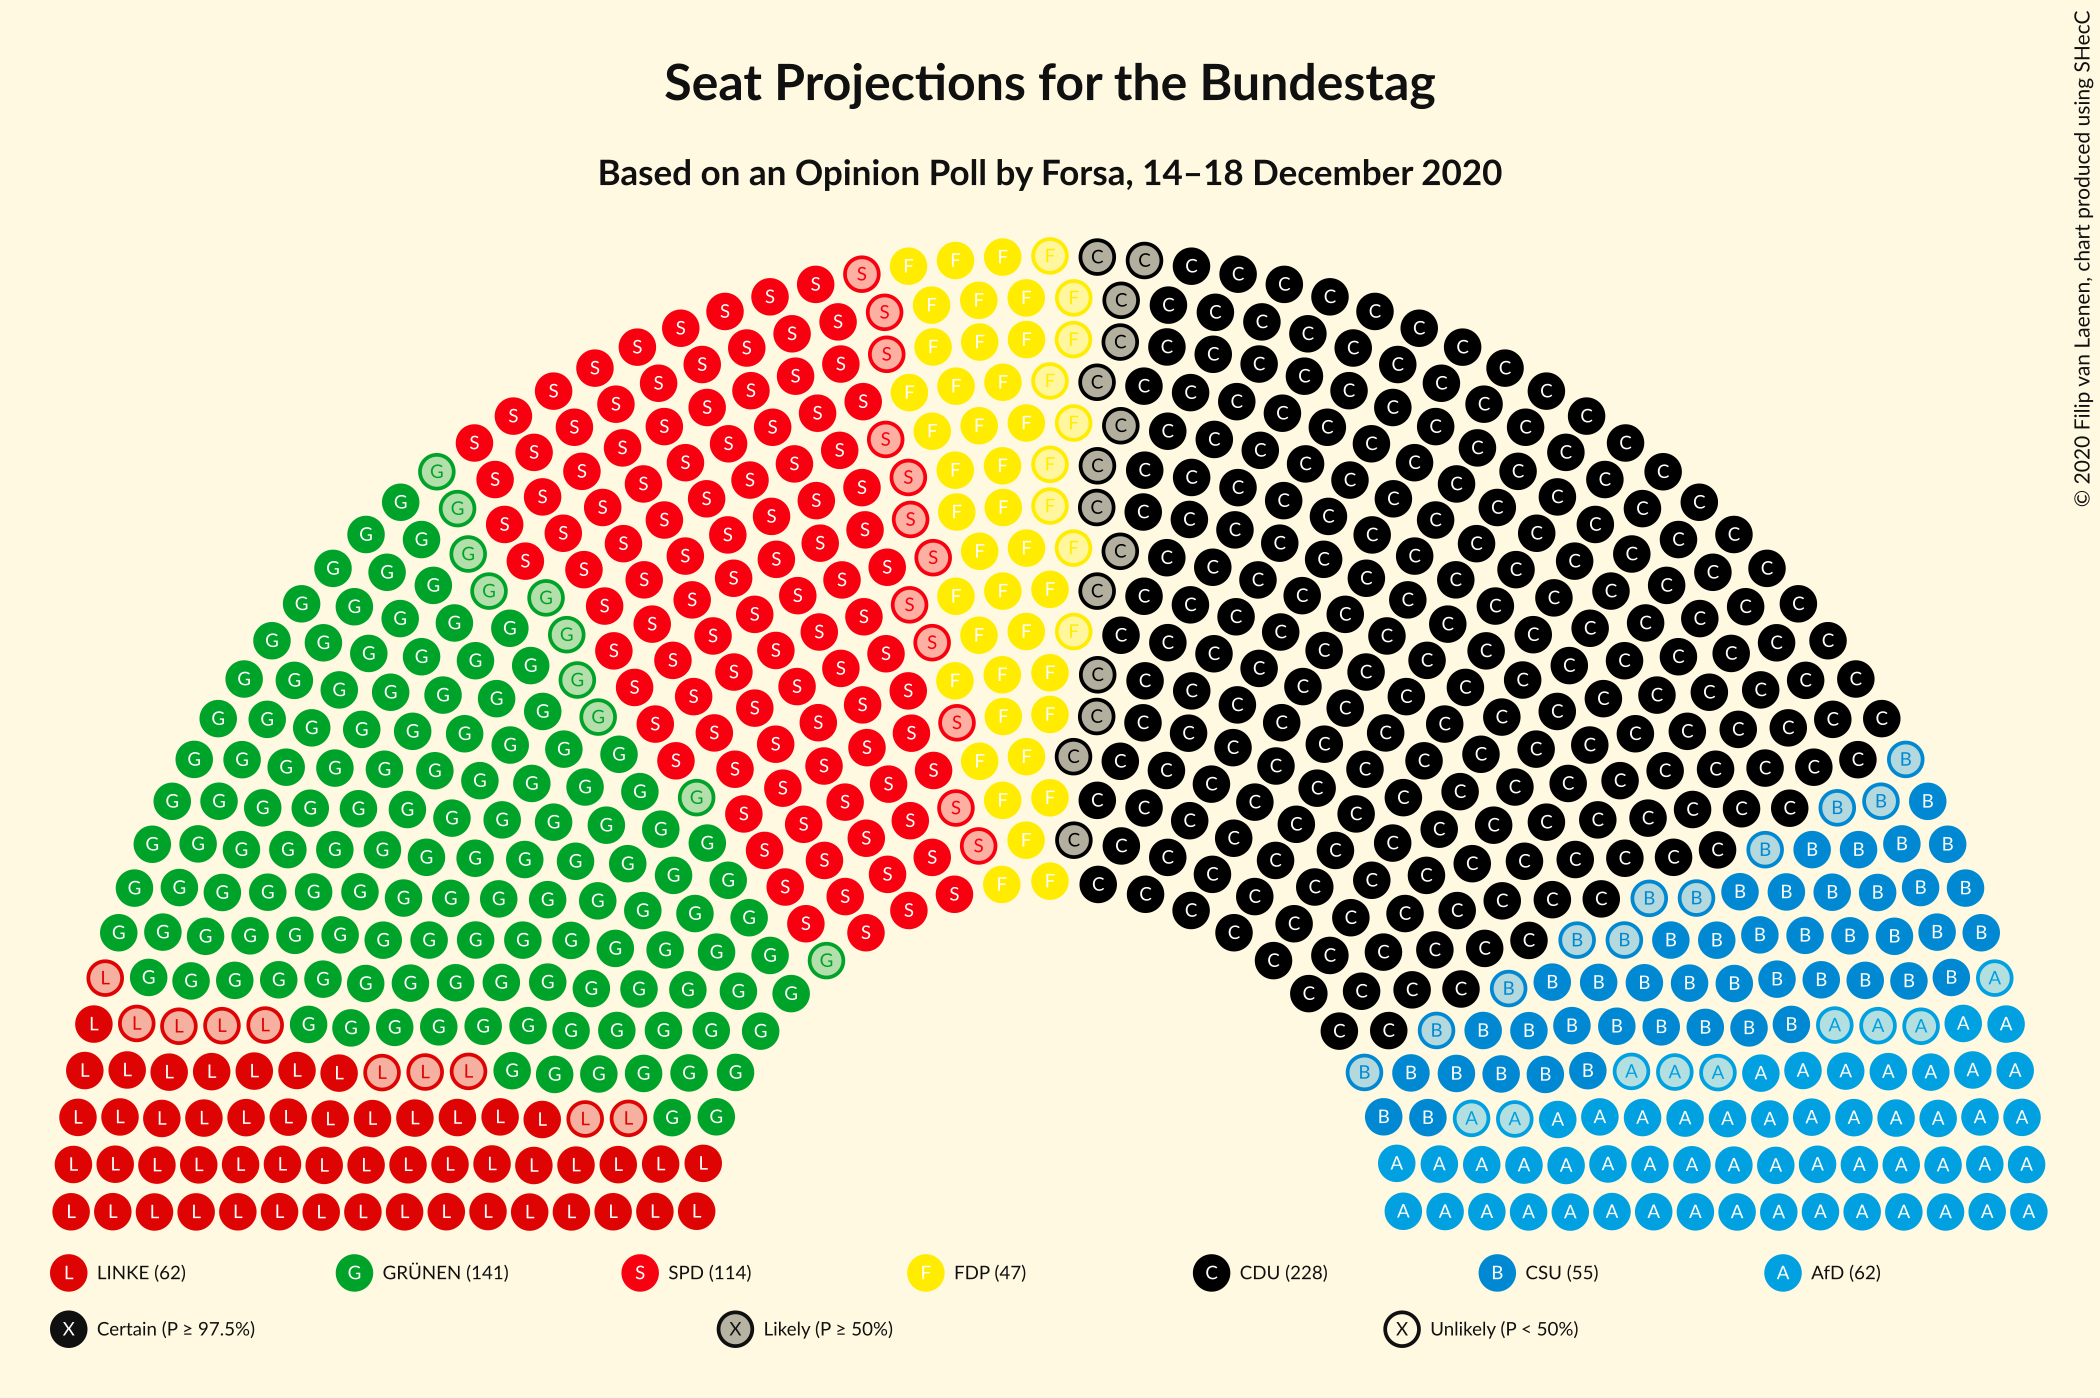 Seat Projections for the Bundestag
Based on an Opinion Poll by Forsa, 14–18 December 2020
© 2020 Filip van Laenen, chart produced using SHecC
L LINKE (62) G GRÜNEN (141) S SPD (114) F FDP (47) C CDU (228) B CSU (55) A AfD (62)
X Certain (P ≥ 97.5%) X Likely (P ≥ 50%) X Unlikely (P < 50%)